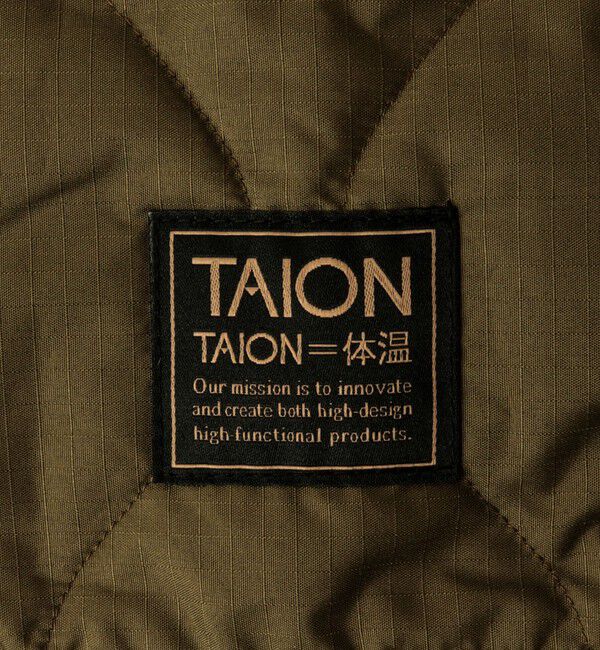 TAION
TAION=体温
Our mission is to innovate
and create both high-design
high-functional products.